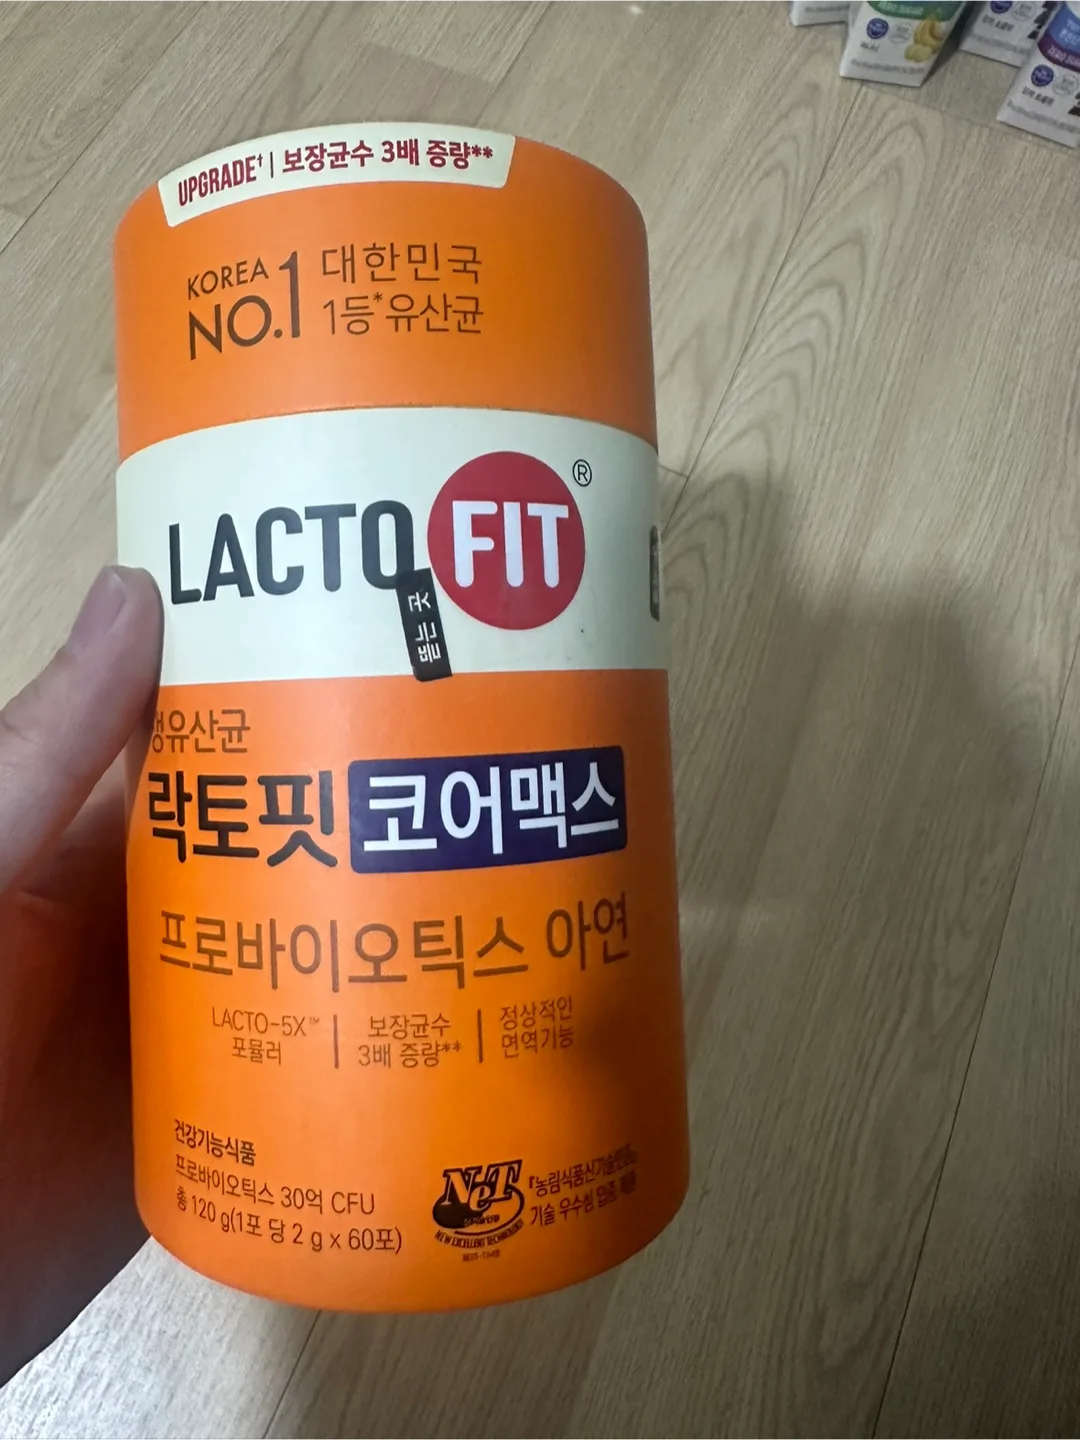 UPGRADE† | 보장균수 3배 증량**
KOREA
NO.1
대한민국
1등*유산균
LACTO FIT ®
뜯는 곳
생유산균
락토핏 코어맥스
프로바이오틱스 아연
LACTO-5X™
포뮬러
보장균수
3배 증량**
정상적인
면역기능
건강기능식품
프로바이오틱스 30억 CFU
총 120 g(1포 당 2 g x 60포)
NeT
『농림식품신기술인증』
기술 우수성 입증 제품